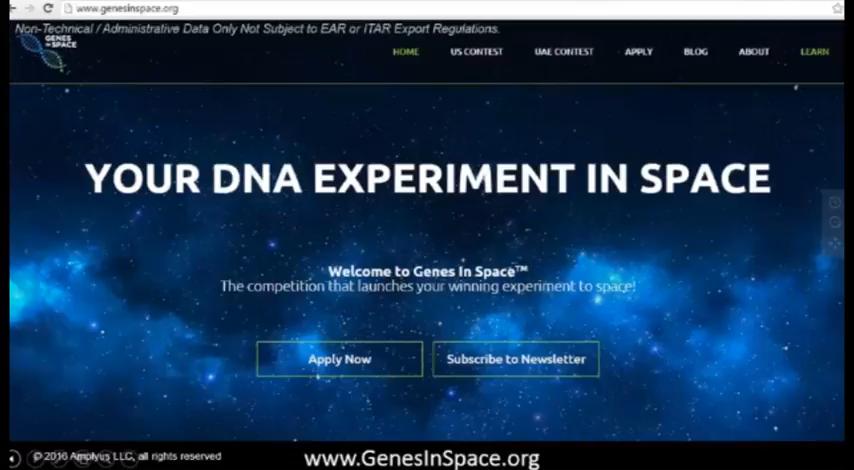 www.genesinspace.org
Non-Technical / Administrative Data Only Not Subject to EAR or ITAR Export Regulations.
GENES
IN SPACE
HOME US CONTEST UAE CONTEST APPLY BLOG ABOUT LEARN
YOUR DNA EXPERIMENT IN SPACE
Welcome to Genes In Space™
The competition that launches your winning experiment to space!
Apply Now Subscribe to Newsletter
© 2016 Amplyus LLC, all rights reserved
www.GenesInSpace.org